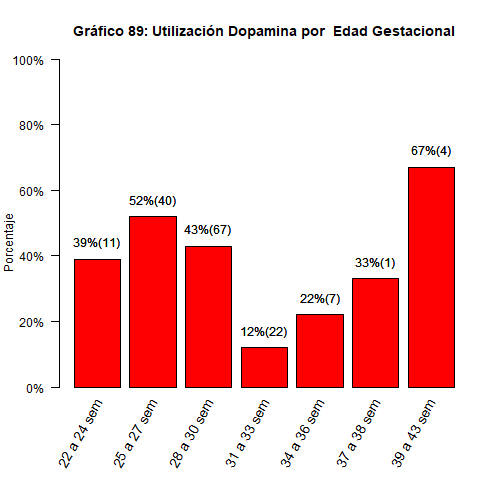 Gráfico 89: Utilización Dopamina por  Edad Gestacional
Porcentaje
100%
80%
60%
40%
20%
0%
39%(11)
52%(40)
43%(67)
12%(22)
22%(7)
33%(1)
67%(4)
22 a 24 sem
25 a 27 sem
28 a 30 sem
31 a 33 sem
34 a 36 sem
37 a 38 sem
39 a 43 sem